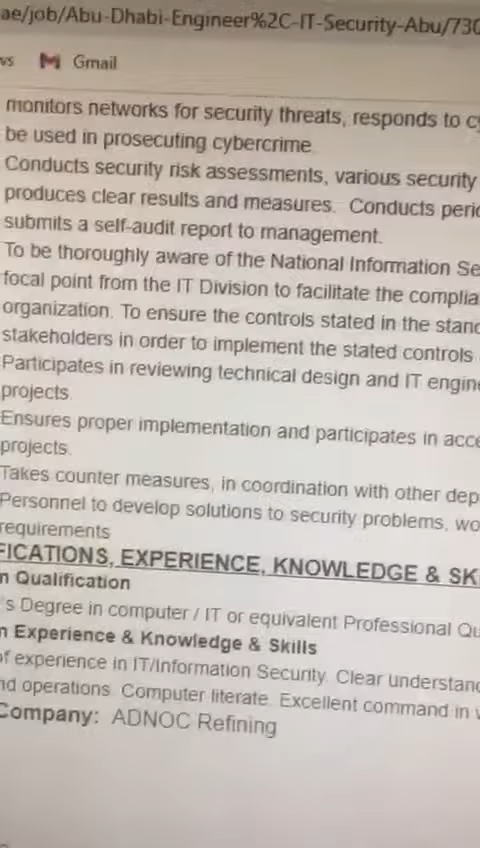 ae/job/Abu-Dhabi-Engineer%2C-IT-Security-Abu/730
ws Gmail
monitors networks for security threats, responds to cy
be used in prosecuting cybercrime.
Conducts security risk assessments, various security
produces clear results and measures. Conducts perio
submits a self-audit report to management.
To be thoroughly aware of the National Information Se
focal point from the IT Division to facilitate the complia
organization. To ensure the controls stated in the stand
stakeholders in order to implement the stated controls
Participates in reviewing technical design and IT engine
projects.
Ensures proper implementation and participates in acce
projects.
Takes counter measures, in coordination with other dep
Personnel to develop solutions to security problems, wo
requirements
FICATIONS, EXPERIENCE, KNOWLEDGE & SKI
n Qualification
's Degree in computer / IT or equivalent Professional Qu
n Experience & Knowledge & Skills
of experience in IT/Information Security. Clear understand
nd operations. Computer literate. Excellent command in w
Company: ADNOC Refining